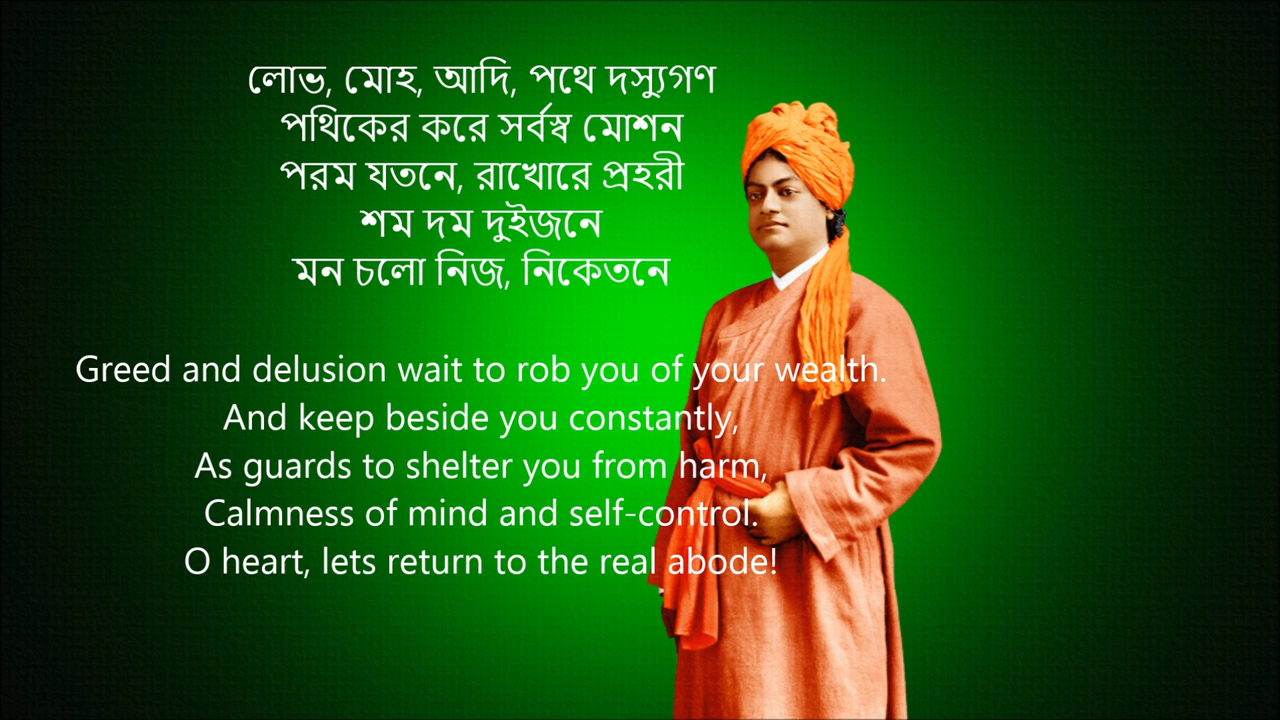 লোভ, মোহ, আদি, পথে দস্যুগণ
পথিকের করে সর্বস্ব মোশন
পরম যতনে, রাখোরে প্রহরী
শম দম দুইজনে
মন চলো নিজ, নিকেতনে
Greed and delusion wait to rob you of your wealth.
And keep beside you constantly,
As guards to shelter you from harm,
Calmness of mind and self-control.
O heart, lets return to the real abode!